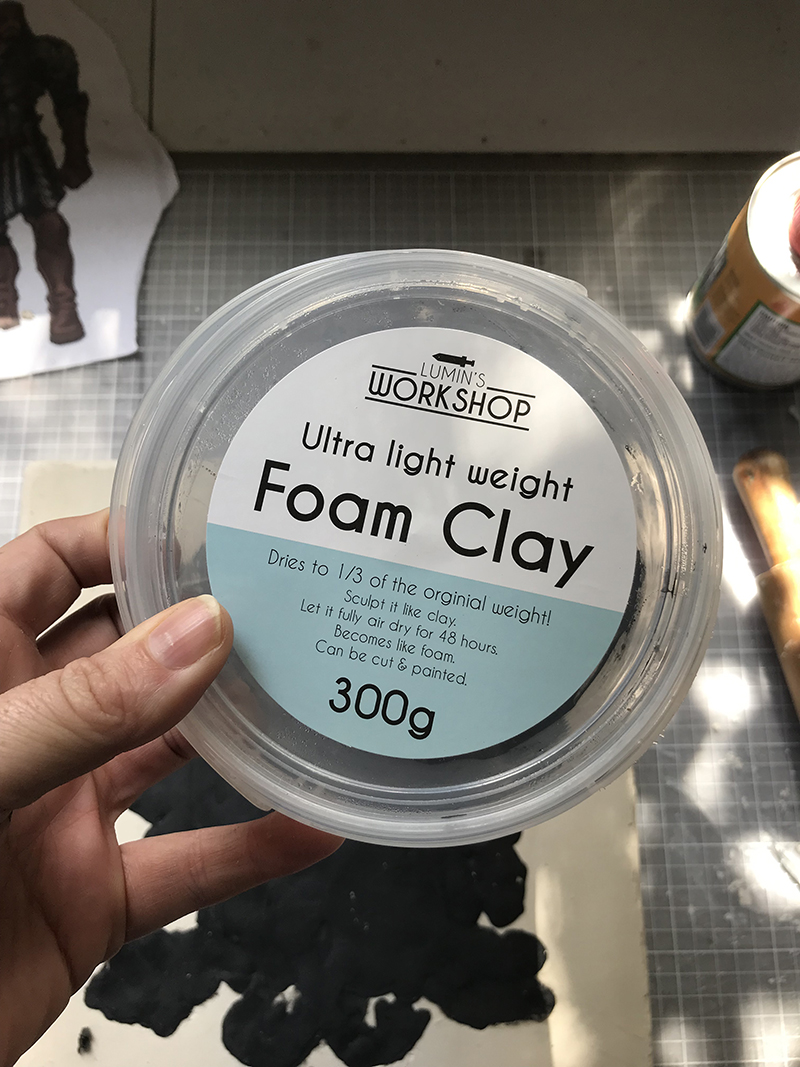 LUMIN'S
WORKSHOP
Ultra light weight
Foam Clay
Dries to 1/3 of the orginial weight!
Sculpt it like clay.
Let it fully air dry for 48 hours.
Becomes like foam.
Can be cut & painted.
300g